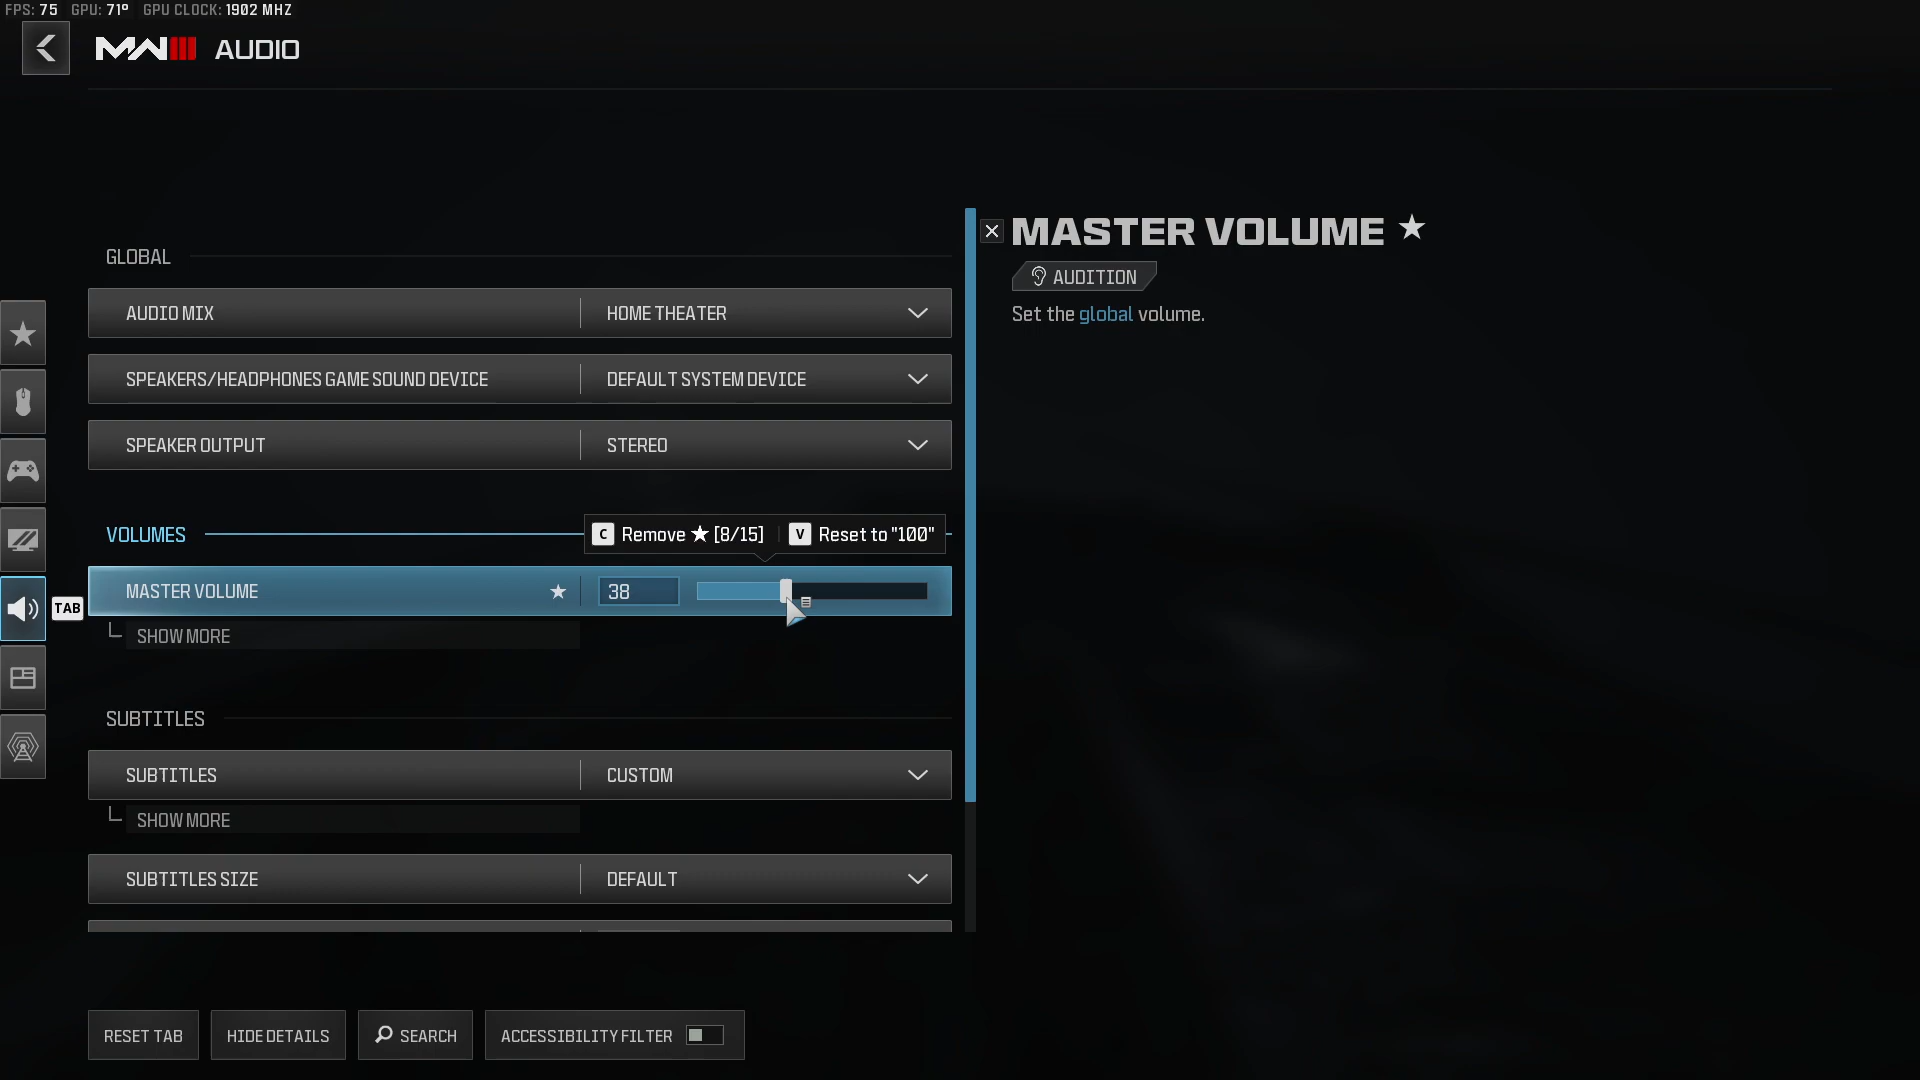 FPS: 75 GPU: 71° GPU CLOCK: 1902 MHZ
MWIII AUDIO
GLOBAL
AUDIO MIX HOME THEATER
SPEAKERS/HEADPHONES GAME SOUND DEVICE DEFAULT SYSTEM DEVICE
SPEAKER OUTPUT STEREO
VOLUMES
C Remove ★ [8/15] V Reset to "100"
MASTER VOLUME ★ 38
TAB
SHOW MORE
SUBTITLES
SUBTITLES CUSTOM
SHOW MORE
SUBTITLES SIZE DEFAULT
MASTER VOLUME ★
AUDITION
Set the global volume.
RESET TAB HIDE DETAILS SEARCH ACCESSIBILITY FILTER